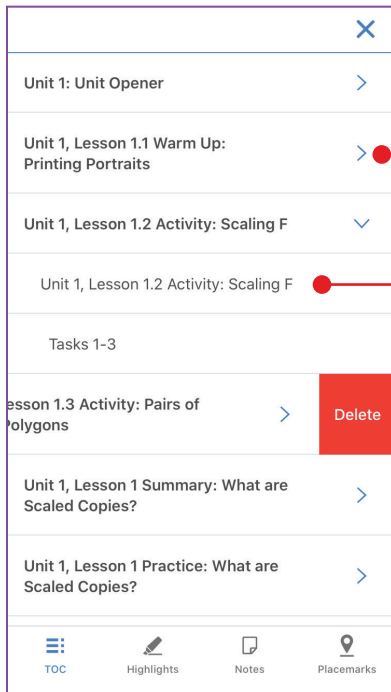 Unit 1: Unit Opener
Unit 1, Lesson 1.1 Warm Up:
Printing Portraits
Unit 1, Lesson 1.2 Activity: Scaling F
Unit 1, Lesson 1.2 Activity: Scaling F
Tasks 1-3
esson 1.3 Activity: Pairs of
Polygons
Delete
Unit 1, Lesson 1 Summary: What are
Scaled Copies?
Unit 1, Lesson 1 Practice: What are
Scaled Copies?
TOC Highlights Notes Placemarks